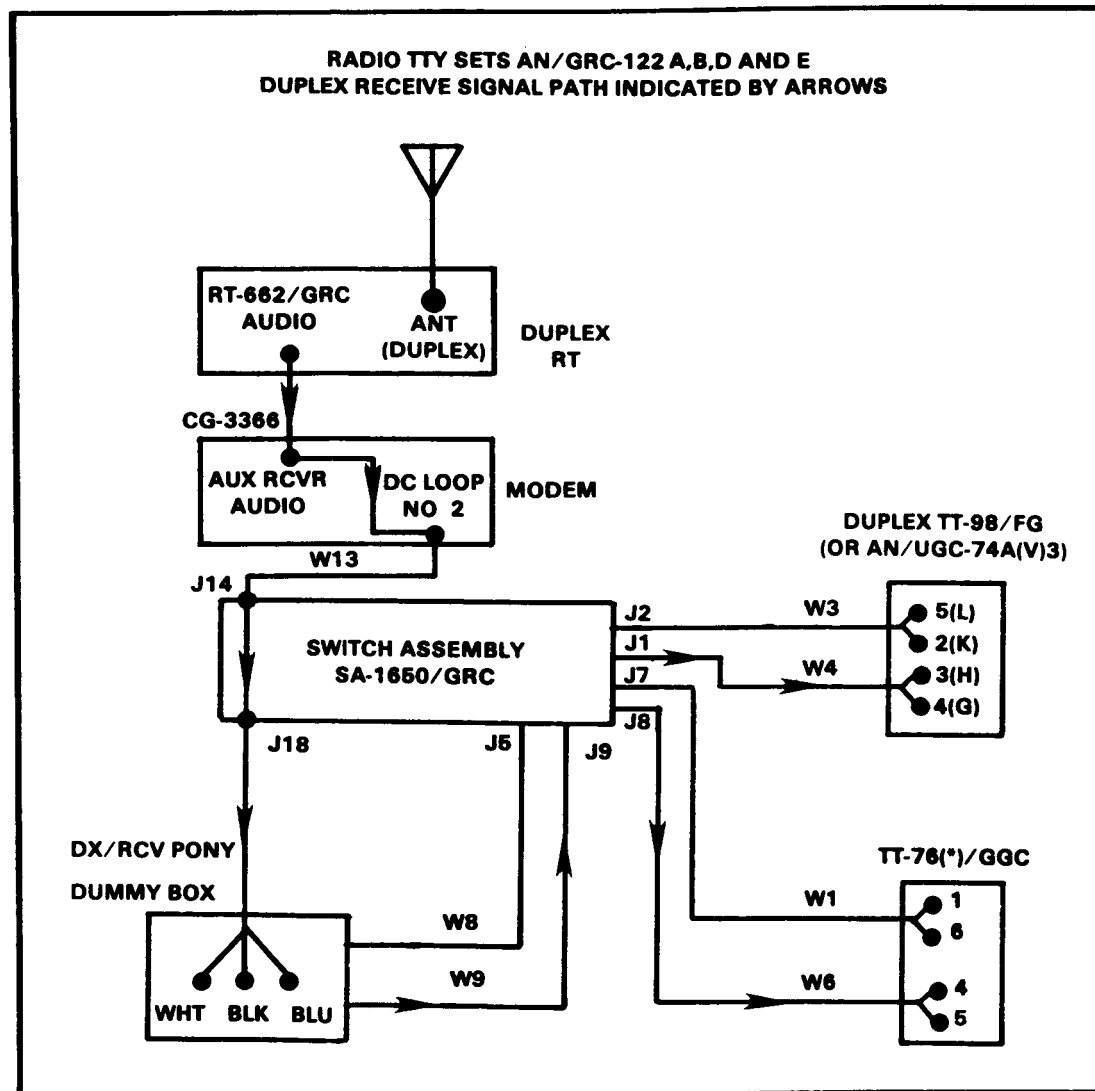 RADIO TTY SETS AN/GRC-122 A,B,D AND E
DUPLEX RECEIVE SIGNAL PATH INDICATED BY ARROWS
RT-662/GRC
AUDIO
ANT
(DUPLEX)
DUPLEX
RT
CG-3366
AUX RCVR
AUDIO
DC LOOP
NO 2
MODEM
W13
J14
SWITCH ASSEMBLY
SA-1650/GRC
J2
J1
J7
J8
J18
J5
J9
W3
W4
DUPLEX TT-98/FG
(OR AN/UGC-74A(V)3)
5(L)
2(K)
3(H)
4(G)
DX/RCV PONY
DUMMY BOX
WHT BLK BLU
W8
W9
TT-76(*)/GGC
W1
1
6
W6
4
5